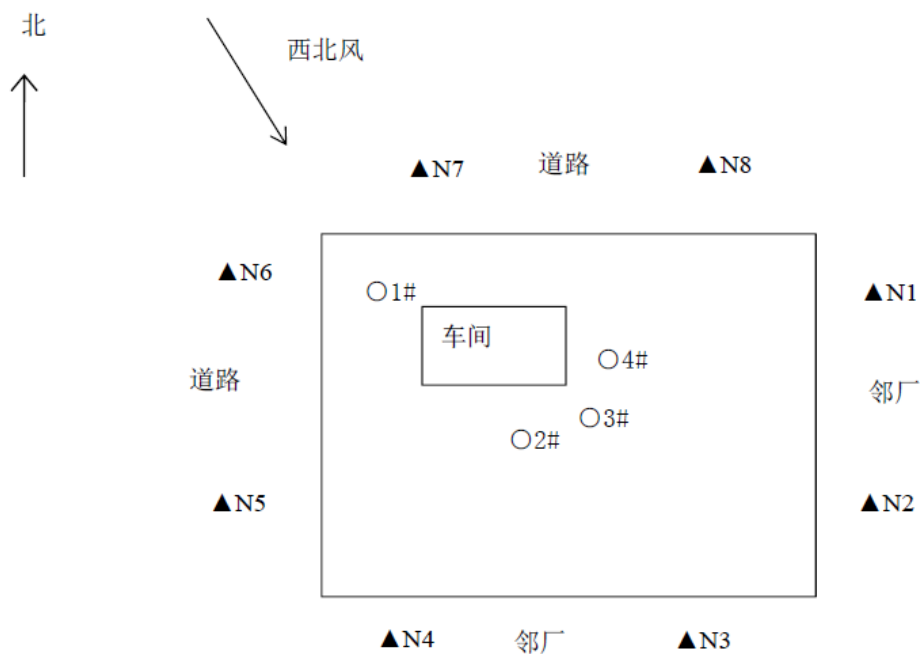 北
西北风
▲N7
道路
▲N8
▲N6
○1#
▲N1
车间
○4#
道路
邻厂
○3#
○2#
▲N5
▲N2
▲N4
邻厂
▲N3